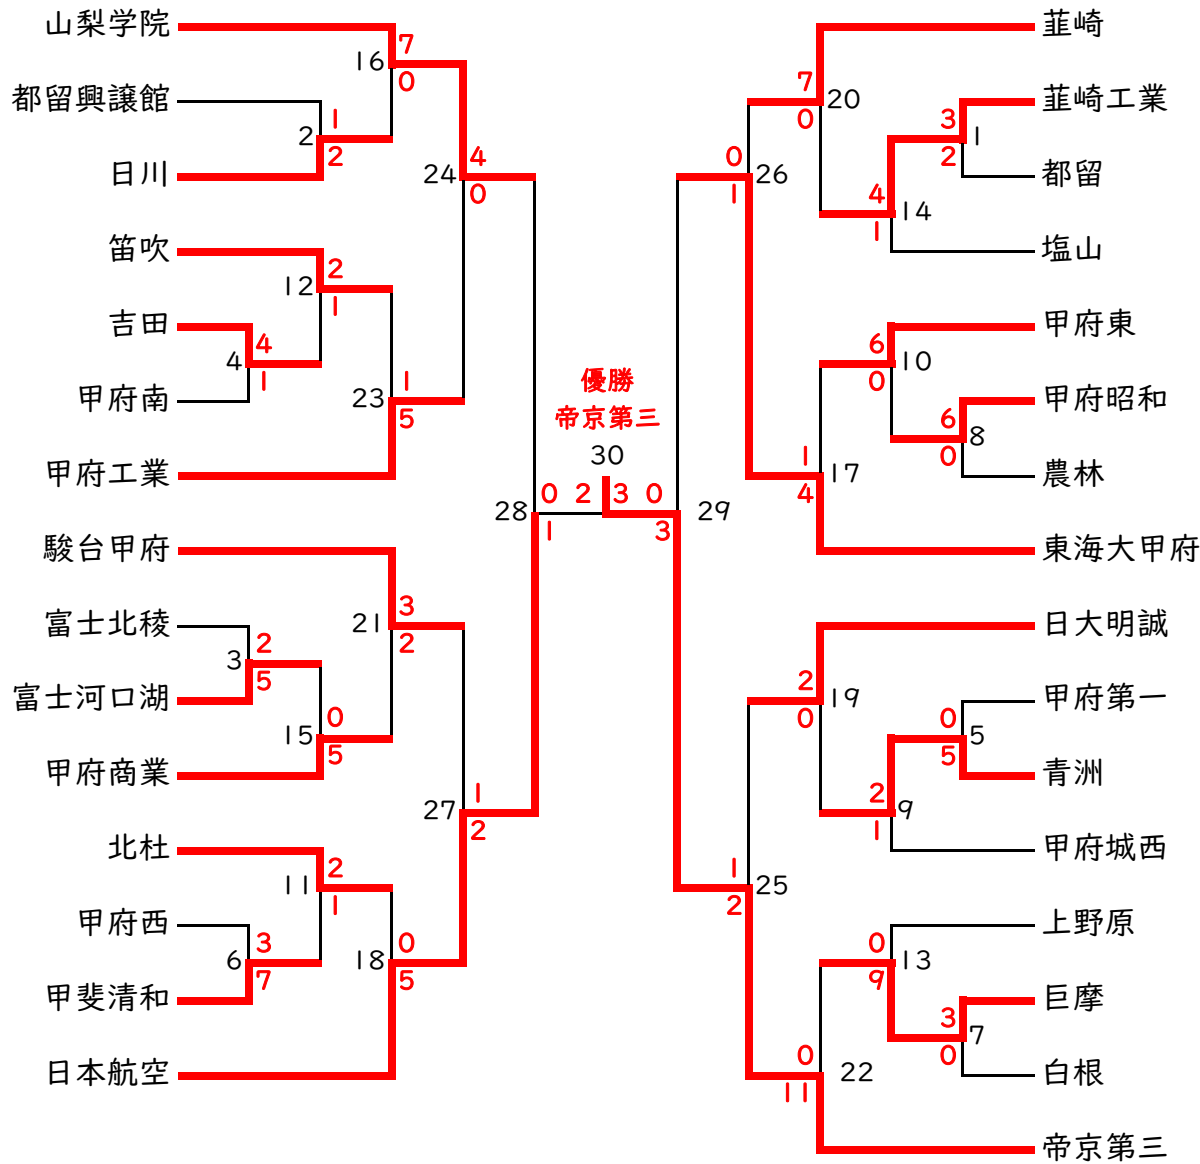 山梨学院
都留興譲館
日川
笛吹
吉田
甲府南
甲府工業
駿台甲府
富士北稜
富士河口湖
甲府商業
北杜
甲府西
甲斐清和
日本航空
16
7
0
2
1
2
24
4
0
12
2
1
4
4
1
23
1
5
21
3
2
3
2
5
15
0
5
27
1
2
11
2
1
6
3
7
18
0
5
28
0
1
優勝
帝京第三
30
2 3
0
3
29
26
0
1
20
7
0
3
2
1
4
1
14
6
0
10
6
0
8
1
4
17
2
0
19
0
5
5
2
1
9
1
2
25
0
9
13
3
0
7
0
11
22
韮崎
韮崎工業
都留
塩山
甲府東
甲府昭和
農林
東海大甲府
日大明誠
甲府第一
青洲
甲府城西
上野原
巨摩
白根
帝京第三